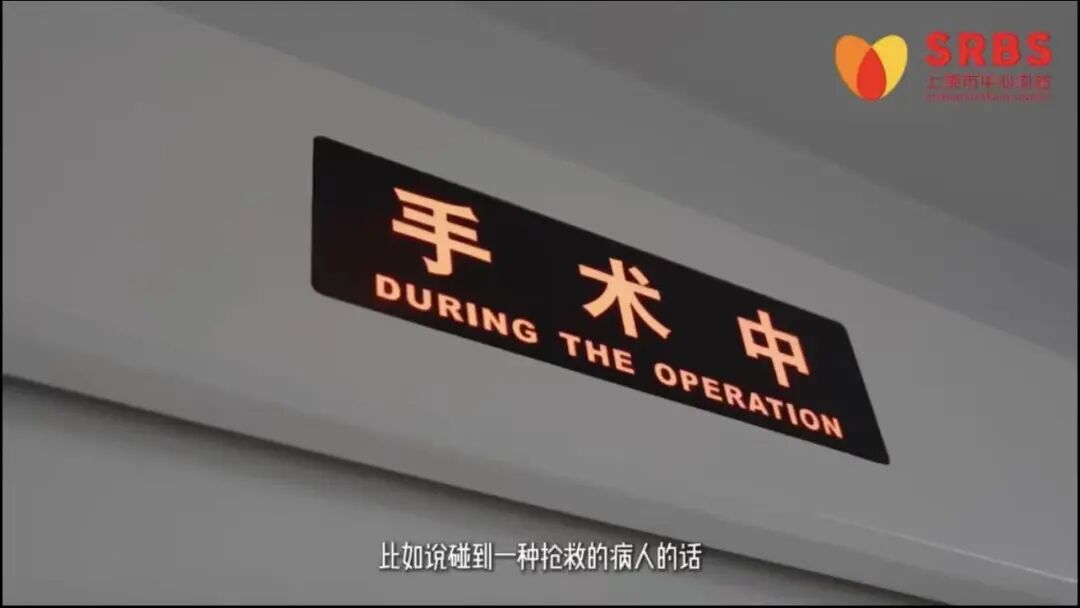 SRBS
手术中
DURING THE OPERATION
比如说碰到一种抢救的病人的话